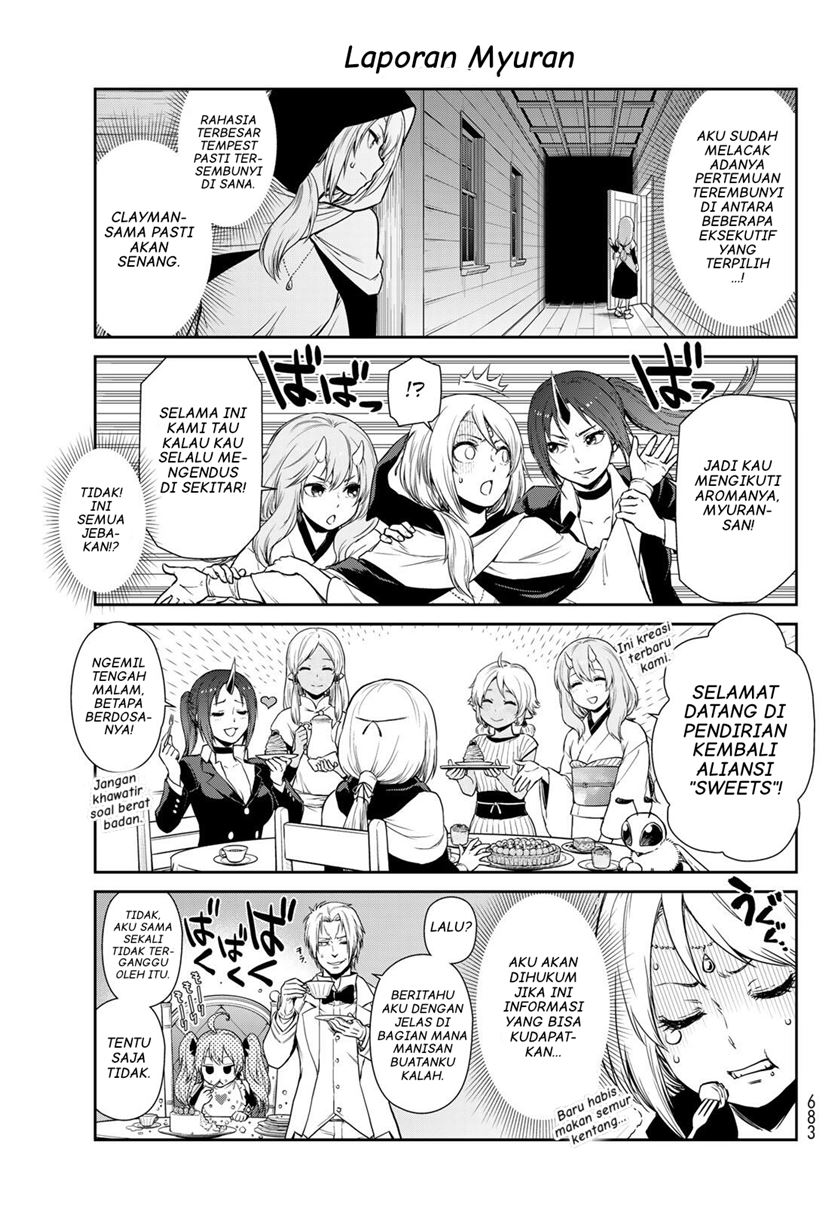 Laporan Myuran
AKU SUDAH
MELACAK
ADANYA
PERTEMUAN
TEREMBUNYI
DI ANTARA
BEBERAPA
EKSEKUTIF
YANG
TERPILIH
...!
RAHASIA
TERBESAR
TEMPEST
PASTI TER-
SEMBUNYI
DI SANA.
CLAYMAN-
SAMA PASTI
AKAN
SENANG.
ばっ
JADI KAU
MENGIKUTI
AROMANYA,
MYURAN-
SAN!
!?
ばばっ
SELAMA INI
KAMI TAU
KALAU KAU
SELALU ME-
NGENDUS
DI SEKITAR!
TIDAK!
INI
SEMUA
JEBA-
KAN!?
SELAMAT
DATANG DI
PENDIRIAN
KEMBALI
ALIANSI
"SWEETS"!
Ini kreasi
terbaru
kami.
NGEMIL
TENGAH
MALAM,
BETAPA
BERDOSA-
NYA!
Jangan
khawatir
soal berat
badan.
うぐぐ..
AKU AKAN
DIHUKUM
JIKA INI
INFORMASI
YANG BISA
KUDAPAT-
KAN...
Baru habis
makan semur
kentang...
LALU?
BERITAHU
AKU DENGAN
JELAS DI
BAGIAN MANA
MANISAN
BUATANKU
KALAH.
ばくばくばく
TIDAK,
AKU SAMA
SEKALI
TIDAK TER-
GANGGU
OLEH ITU.
TENTU
SAJA
TIDAK.
683